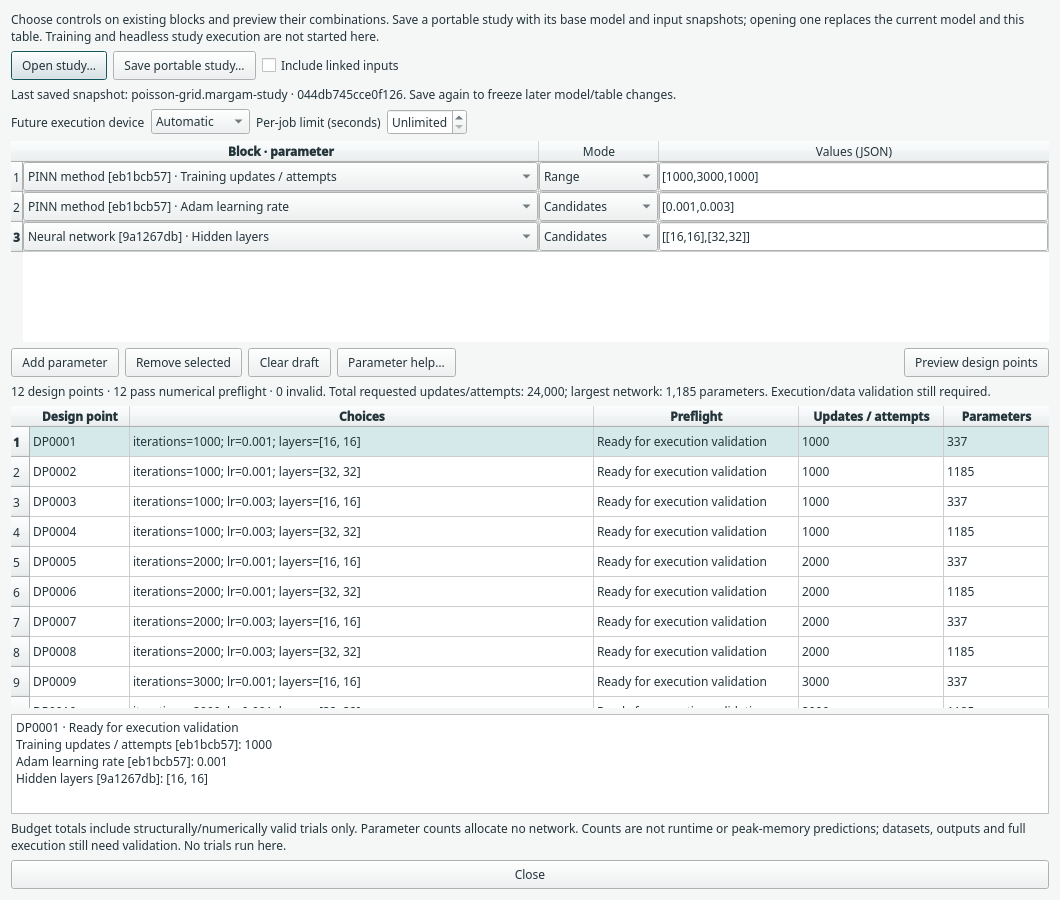 Choose controls on existing blocks and preview their combinations. Save a portable study with its base model and input snapshots; opening one replaces the current model and this
table. Training and headless study execution are not started here.
Open study... Save portable study... Include linked inputs
Last saved snapshot: poisson-grid.margam-study · 044db745cce0f126. Save again to freeze later model/table changes.
Future execution device Automatic Per-job limit (seconds) Unlimited
Block · parameter Mode Values (JSON)
1 PINN method [eb1bcb57] · Training updates / attempts Range [1000,3000,1000]
2 PINN method [eb1bcb57] · Adam learning rate Candidates [0.001,0.003]
3 Neural network [9a1267db] · Hidden layers Candidates [[16,16],[32,32]]
Add parameter Remove selected Clear draft Parameter help... Preview design points
12 design points · 12 pass numerical preflight · 0 invalid. Total requested updates/attempts: 24,000; largest network: 1,185 parameters. Execution/data validation still required.
Design point Choices Preflight Updates / attempts Parameters
1 DP0001 iterations=1000; lr=0.001; layers=[16, 16] Ready for execution validation 1000 337
2 DP0002 iterations=1000; lr=0.001; layers=[32, 32] Ready for execution validation 1000 1185
3 DP0003 iterations=1000; lr=0.003; layers=[16, 16] Ready for execution validation 1000 337
4 DP0004 iterations=1000; lr=0.003; layers=[32, 32] Ready for execution validation 1000 1185
5 DP0005 iterations=2000; lr=0.001; layers=[16, 16] Ready for execution validation 2000 337
6 DP0006 iterations=2000; lr=0.001; layers=[32, 32] Ready for execution validation 2000 1185
7 DP0007 iterations=2000; lr=0.003; layers=[16, 16] Ready for execution validation 2000 337
8 DP0008 iterations=2000; lr=0.003; layers=[32, 32] Ready for execution validation 2000 1185
9 DP0009 iterations=3000; lr=0.001; layers=[16, 16] Ready for execution validation 3000 337
DP0001 · Ready for execution validation
Training updates / attempts [eb1bcb57]: 1000
Adam learning rate [eb1bcb57]: 0.001
Hidden layers [9a1267db]: [16, 16]
Budget totals include structurally/numerically valid trials only. Parameter counts allocate no network. Counts are not runtime or peak-memory predictions; datasets, outputs and full
execution still need validation. No trials run here.
Close